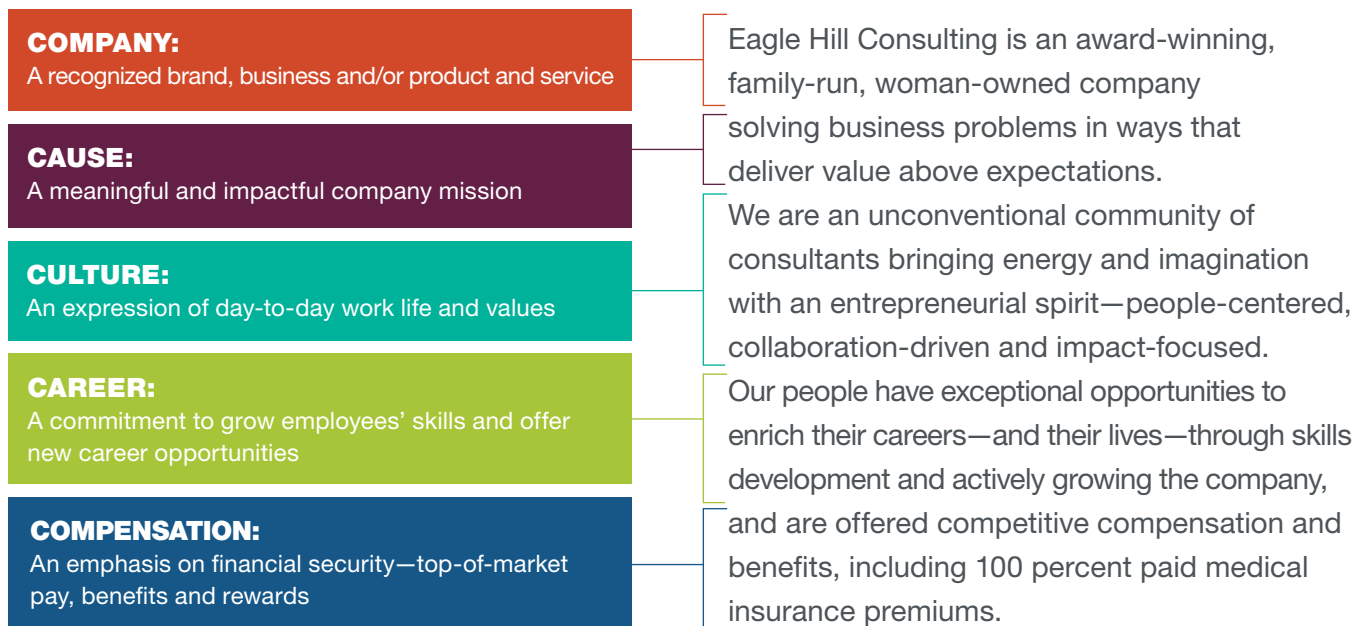 COMPANY:
A recognized brand, business and/or product and service
CAUSE:
A meaningful and impactful company mission
CULTURE:
An expression of day-to-day work life and values
CAREER:
A commitment to grow employees’ skills and offer
new career opportunities
COMPENSATION:
An emphasis on financial security—top-of-market
pay, benefits and rewards
Eagle Hill Consulting is an award-winning,
family-run, woman-owned company
solving business problems in ways that
deliver value above expectations.
We are an unconventional community of
consultants bringing energy and imagination
with an entrepreneurial spirit—people-centered,
collaboration-driven and impact-focused.
Our people have exceptional opportunities to
enrich their careers—and their lives—through skills
development and actively growing the company,
and are offered competitive compensation and
benefits, including 100 percent paid medical
insurance premiums.